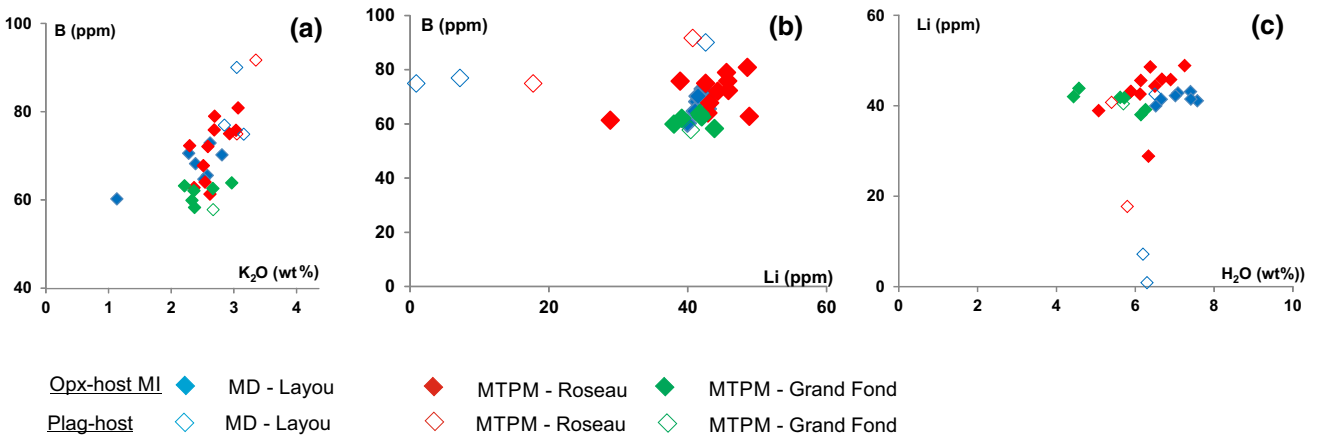 B (ppm)
(a)
100
80
60
40
0
1
2
3
4
K₂O (wt%)
B (ppm)
(b)
100
80
60
40
20
0
0
20
40
60
Li (ppm)
Li (ppm)
(c)
60
40
20
0
0
2
4
6
8
10
H₂O (wt%))
Opx-host MI MD - Layou MTPM - Roseau MTPM - Grand Fond
Plag-host MD - Layou MTPM - Roseau MTPM - Grand Fond